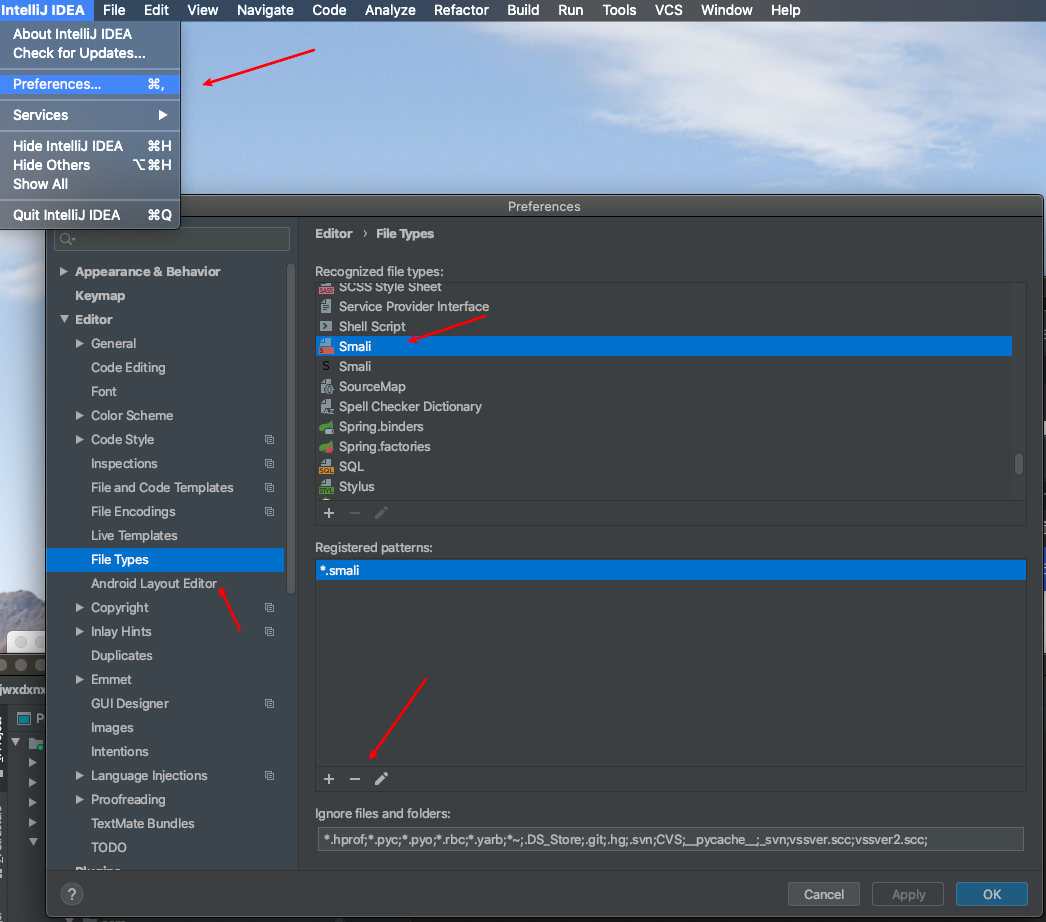 IntelliJ IDEA File Edit View Navigate Code Analyze Refactor Build Run Tools VCS Window Help
About IntelliJ IDEA
Check for Updates...
Preferences... ⌘,
Services ▶
Hide IntelliJ IDEA ⌘H
Hide Others ⌥⌘H
Show All
Quit IntelliJ IDEA ⌘Q
Preferences
Appearance & Behavior
Keymap
Editor
General
Code Editing
Font
Color Scheme
Code Style
Inspections
File and Code Templates
File Encodings
Live Templates
File Types
Android Layout Editor
Copyright
Inlay Hints
Duplicates
Emmet
GUI Designer
Images
Intentions
Language Injections
Proofreading
TextMate Bundles
TODO
Plugins
Editor › File Types
Recognized file types:
SCSS Style Sheet
Service Provider Interface
Shell Script
Smali
S Smali
SourceMap
Spell Checker Dictionary
Spring.binders
Spring.factories
SQL
Stylus
Registered patterns:
*.smali
Ignore files and folders:
*.hprof;*.pyc;*.pyo;*.rbc;*.yarb;*~;.DS_Store;.git;.hg;.svn;CVS;__pycache__;_svn;vssver.scc;vssver2.scc;
? Cancel Apply OK
jwxdxnx